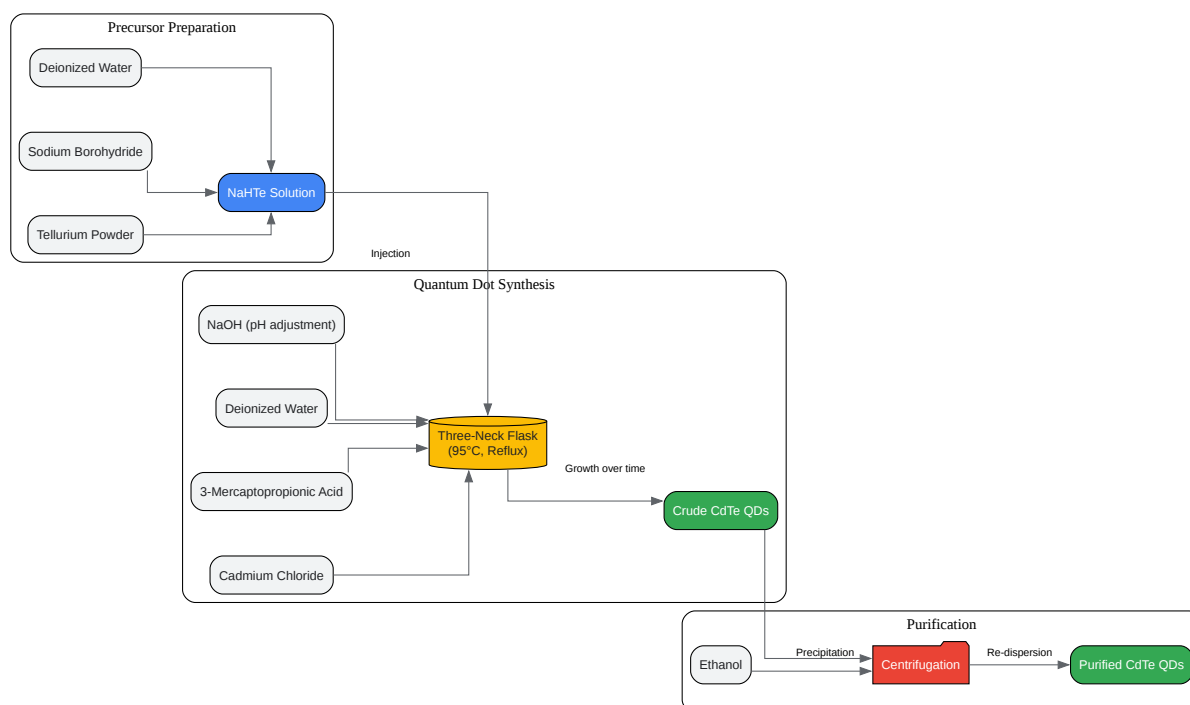 Precursor Preparation
Deionized Water
Sodium Borohydride
NaHTe Solution
Tellurium Powder
Injection
Quantum Dot Synthesis
NaOH (pH adjustment)
Deionized Water
Three-Neck Flask
(95°C, Reflux)
Growth over time
3-Mercaptopropionic Acid
Crude CdTe QDs
Cadmium Chloride
Purification
Ethanol
Precipitation
Centrifugation
Re-dispersion
Purified CdTe QDs